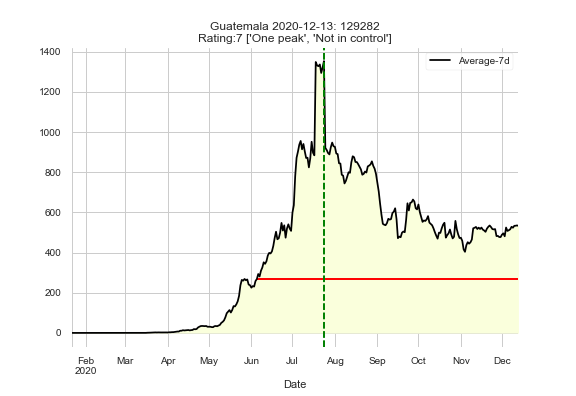 Guatemala 2020-12-13: 129282
Rating:7 ['One peak', 'Not in control']
Average-7d
1400
1200
1000
800
600
400
200
0
Feb Mar Apr May Jun Jul Aug Sep Oct Nov Dec
2020
Date